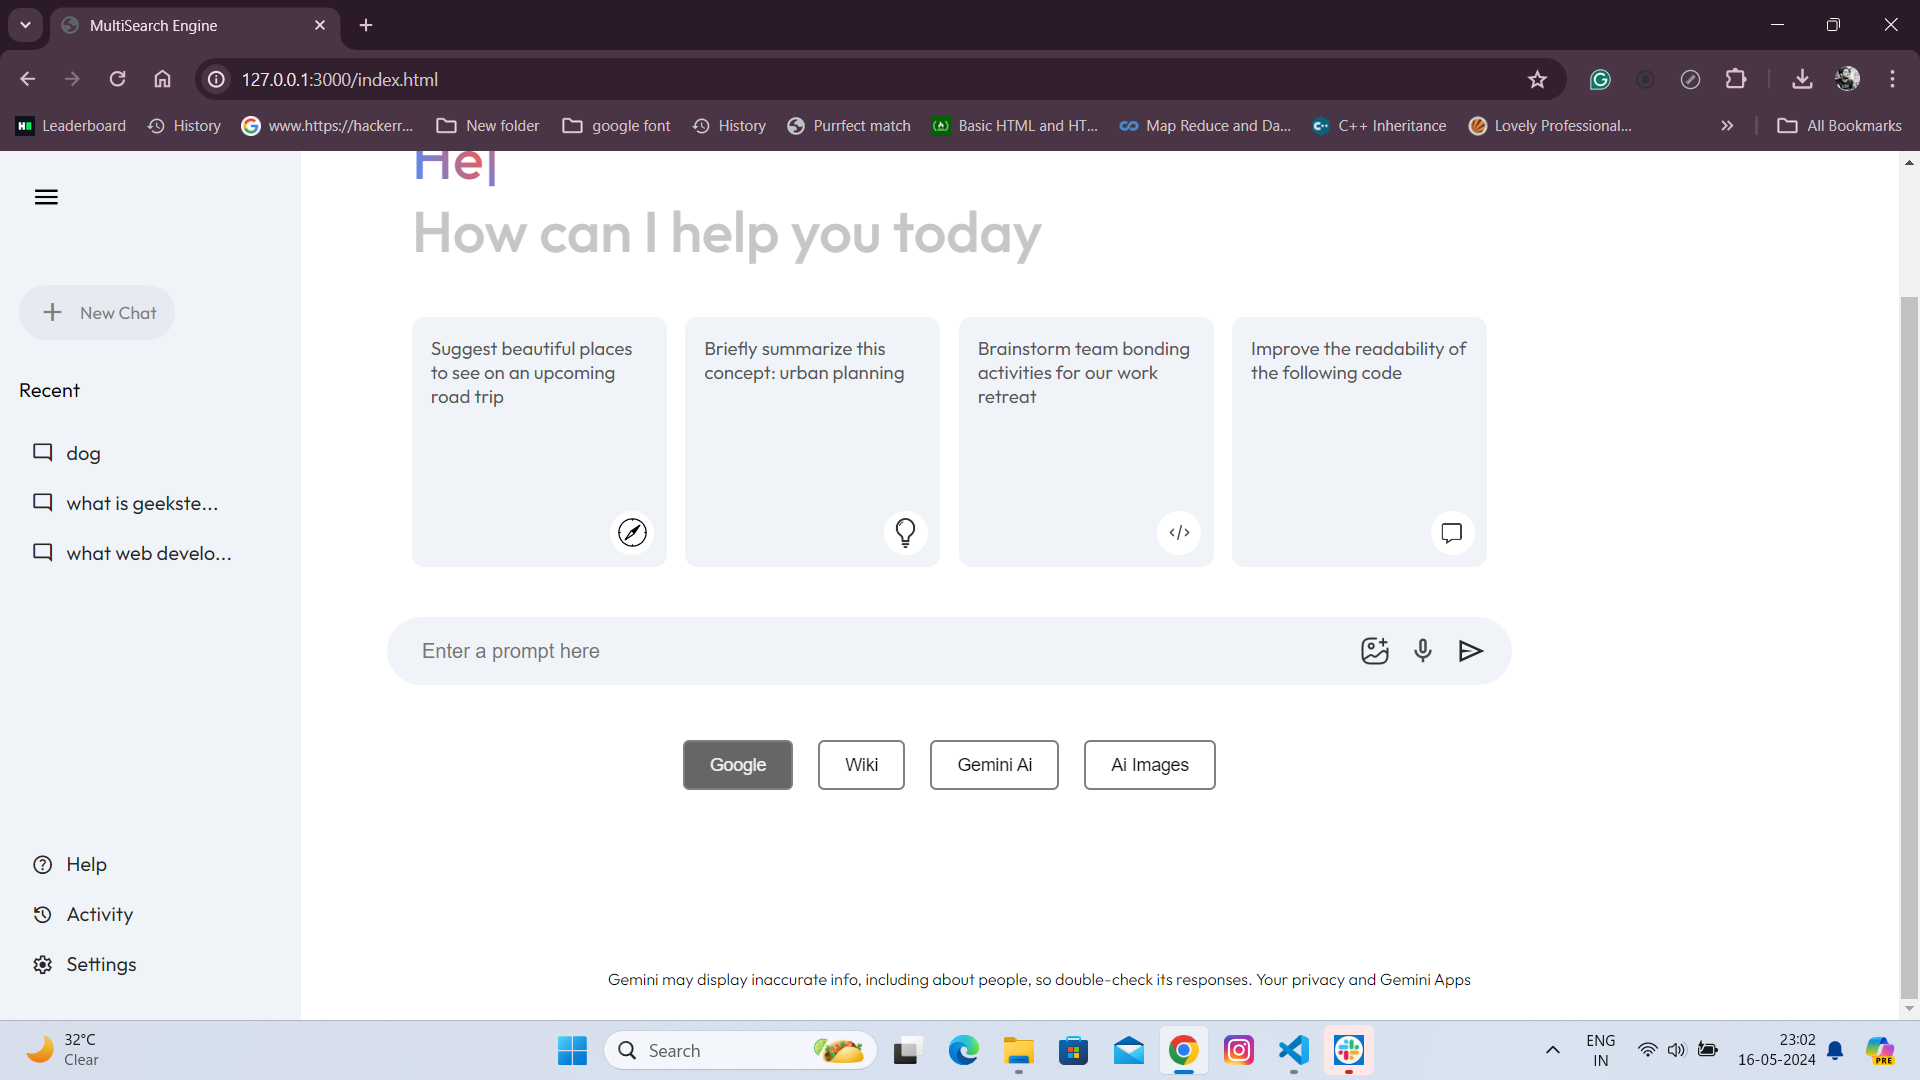 MultiSearch Engine
127.0.0.1:3000/index.html
Leaderboard
History
www.https://hackerr...
New folder
google font
History
Purrfect match
Basic HTML and HT...
Map Reduce and Da...
C++ Inheritance
Lovely Professional...
All Bookmarks
He
How can I help you today
New Chat
Recent
dog
what is geekste...
what web develo...
Help
Activity
Settings
Suggest beautiful places
to see on an upcoming
road trip
Briefly summarize this
concept: urban planning
Brainstorm team bonding
activities for our work
retreat
Improve the readability of
the following code
Enter a prompt here
Google
Wiki
Gemini Ai
Ai Images
Gemini may display inaccurate info, including about people, so double-check its responses. Your privacy and Gemini Apps
32°C
Clear
Search
ENG
IN
23:02
16-05-2024
PRE